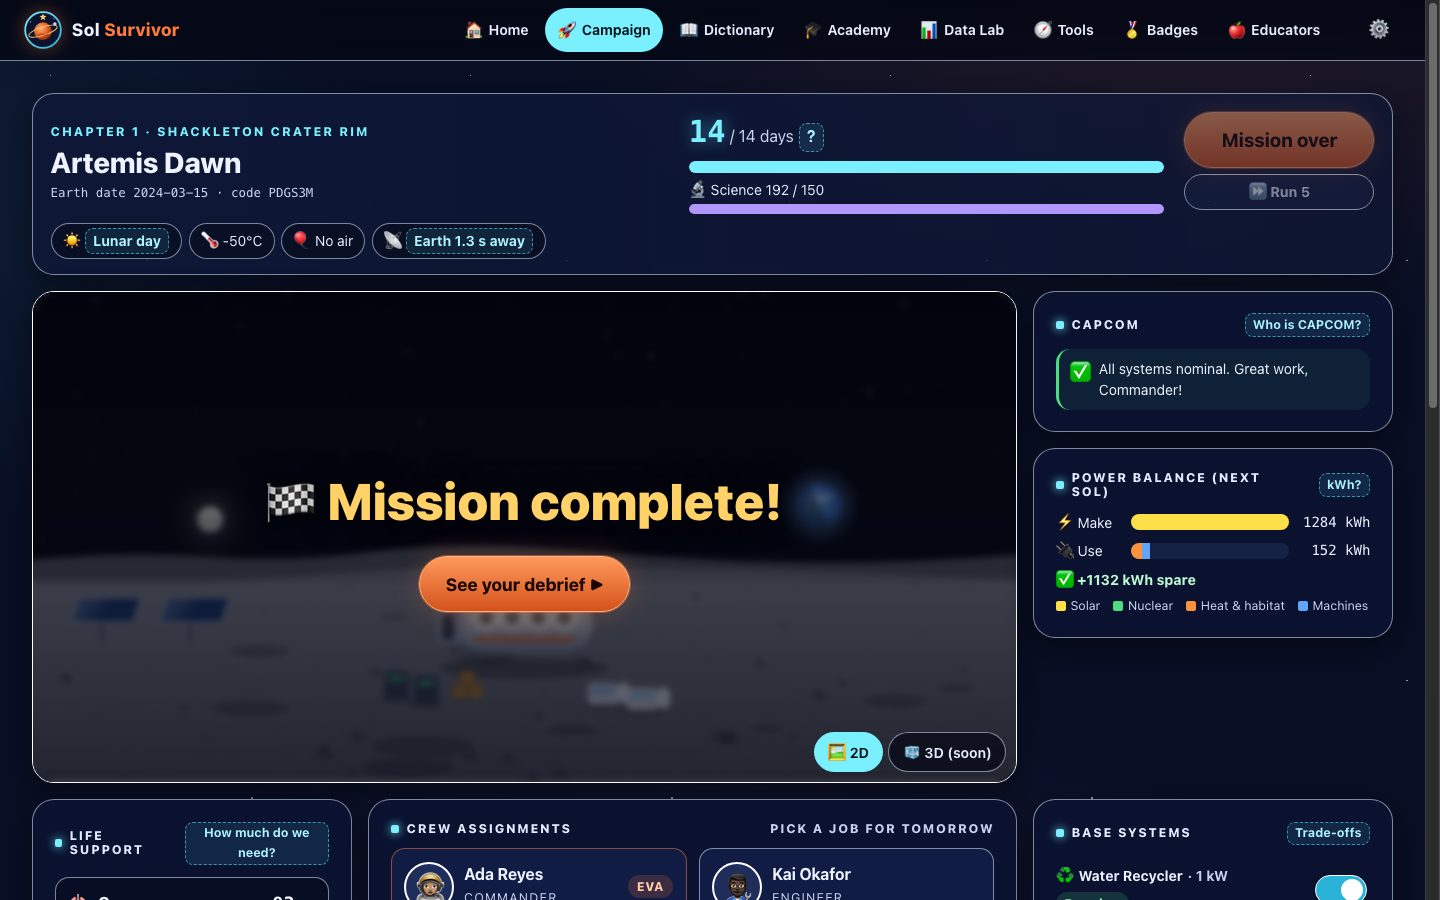 Sol Survivor
Home
Campaign
Dictionary
Academy
Data Lab
Tools
Badges
Educators
CHAPTER 1 · SHACKLETON CRATER RIM
Artemis Dawn
Earth date 2024-03-15 · code PDGS3M
Lunar day
-50°C
No air
Earth 1.3 s away
14 / 14 days ?
Science 192 / 150
Mission over
Run 5
Mission complete!
See your debrief ▶
2D
3D (soon)
CAPCOM
Who is CAPCOM?
All systems nominal. Great work,
Commander!
POWER BALANCE (NEXT
SOL)
kWh?
Make 1284 kWh
Use 152 kWh
+1132 kWh spare
Solar Nuclear Heat & habitat Machines
LIFE
SUPPORT
How much do we
need?
CREW ASSIGNMENTS
PICK A JOB FOR TOMORROW
Ada Reyes
COMMANDER
EVA
Kai Okafor
ENGINEER
BASE SYSTEMS
Trade-offs
Water Recycler · 1 kW